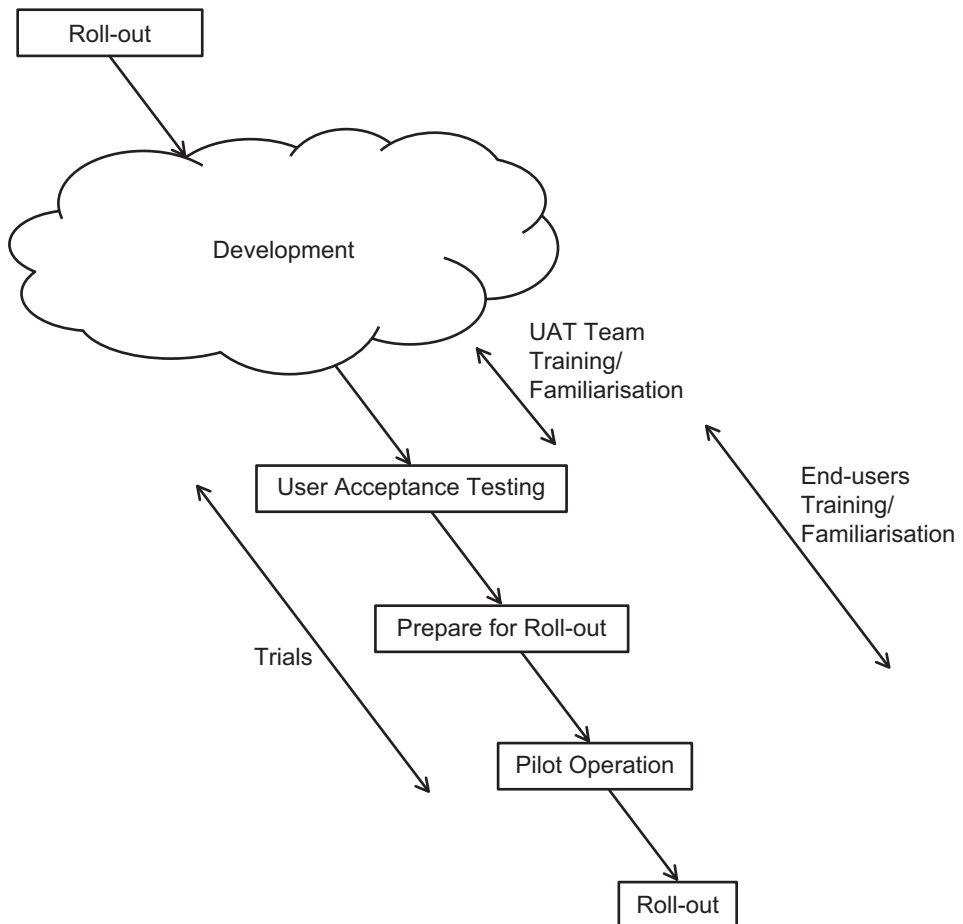 Roll-out
Development
UAT Team
Training/
Familiarisation
End-users
Training/
Familiarisation
User Acceptance Testing
Prepare for Roll-out
Trials
Pilot Operation
Roll-out